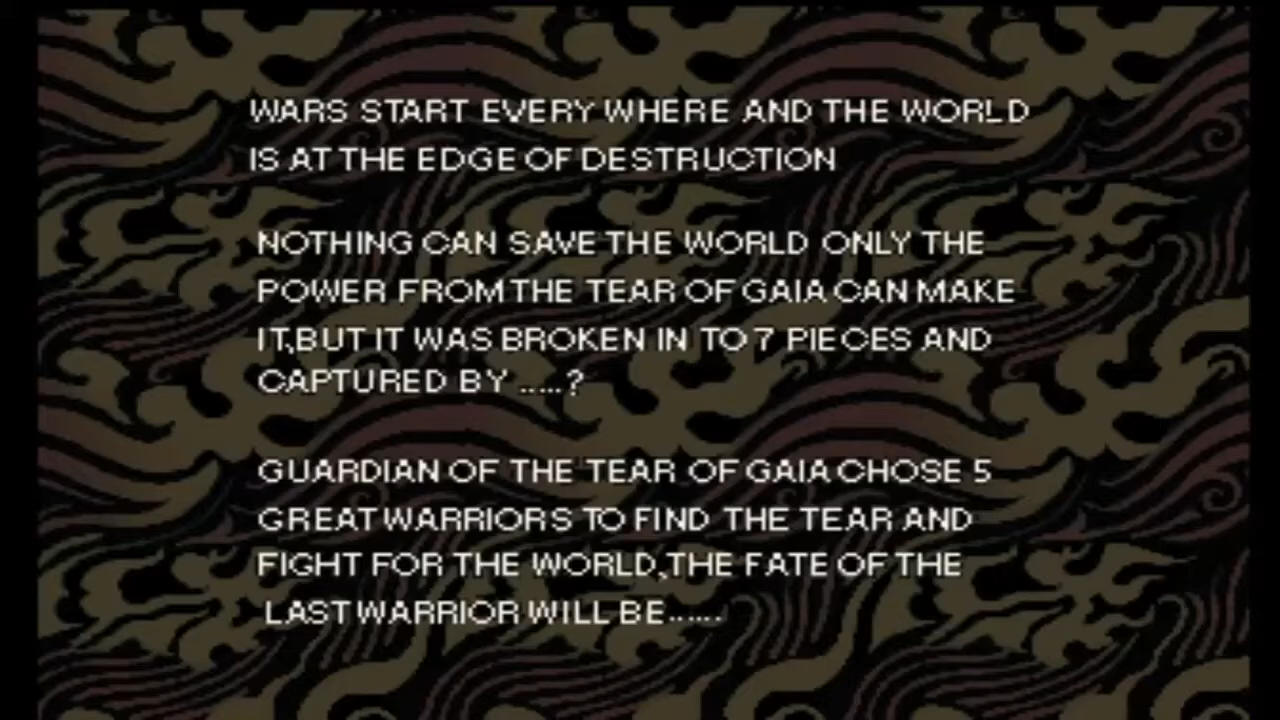 WARS START EVERY WHERE AND THE WORLD
IS AT THE EDGE OF DESTRUCTION
NOTHING CAN SAVE THE WORLD ONLY THE
POWER FROM THE TEAR OF GAIA CAN MAKE
IT,BUT IT WAS BROKEN IN TO 7 PIECES AND
CAPTURED BY .....?
GUARDIAN OF THE TEAR OF GAIA CHOSE 5
GREAT WARRIORS TO FIND THE TEAR AND
FIGHT FOR THE WORLD,THE FATE OF THE
LAST WARRIOR WILL BE......